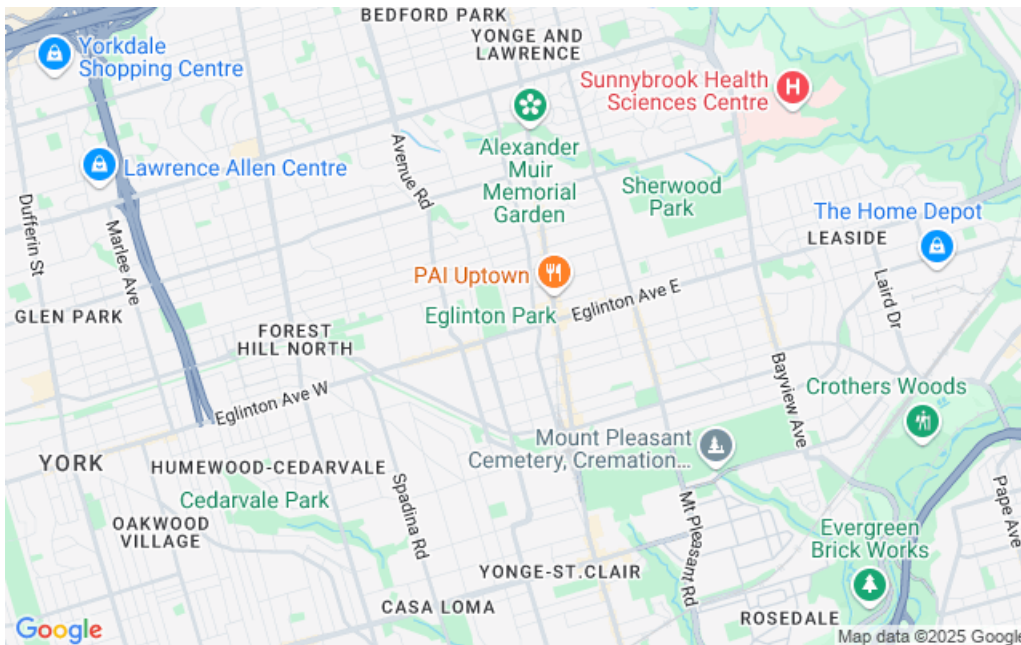 BEDFORD PARK
YONGE AND
LAWRENCE
Yorkdale
Shopping Centre
Sunnybrook Health
Sciences Centre
H
Lawrence Allen Centre
Avenue Rd
Alexander
Muir
Memorial
Garden
Sherwood
Park
Dufferin St
Marlee Ave
The Home Depot
LEASIDE
PAI Uptown
Eglinton Park
Eglinton Ave E
Laird Dr
GLEN PARK
FOREST
HILL NORTH
Bayview Ave
Crothers Woods
Eglinton Ave W
Mount Pleasant
Cemetery, Cremation...
YORK
HUMEWOOD-CEDARVALE
Cedarvale Park
Spadina Rd
Mt Pleasant Rd
Pape Ave
OAKWOOD
VILLAGE
Evergreen
Brick Works
YONGE-ST.CLAIR
CASA LOMA
ROSEDALE
Google
Map data ©2025 Google